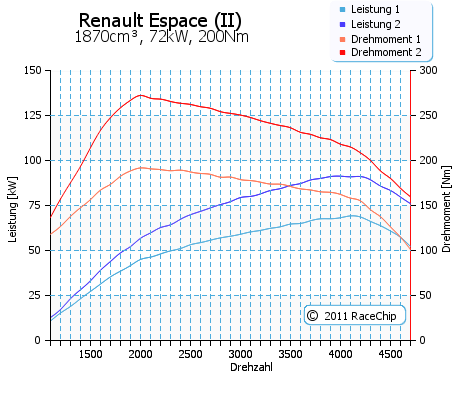 Renault Espace (II)
1870cm³, 72kW, 200Nm
Leistung 1
Leistung 2
Drehmoment 1
Drehmoment 2
150
125
100
75
50
25
0
Leistung [kW]
300
250
200
150
100
50
0
Drehmoment [Nm]
1500 2000 2500 3000 3500 4000 4500
Drehzahl
© 2011 RaceChip